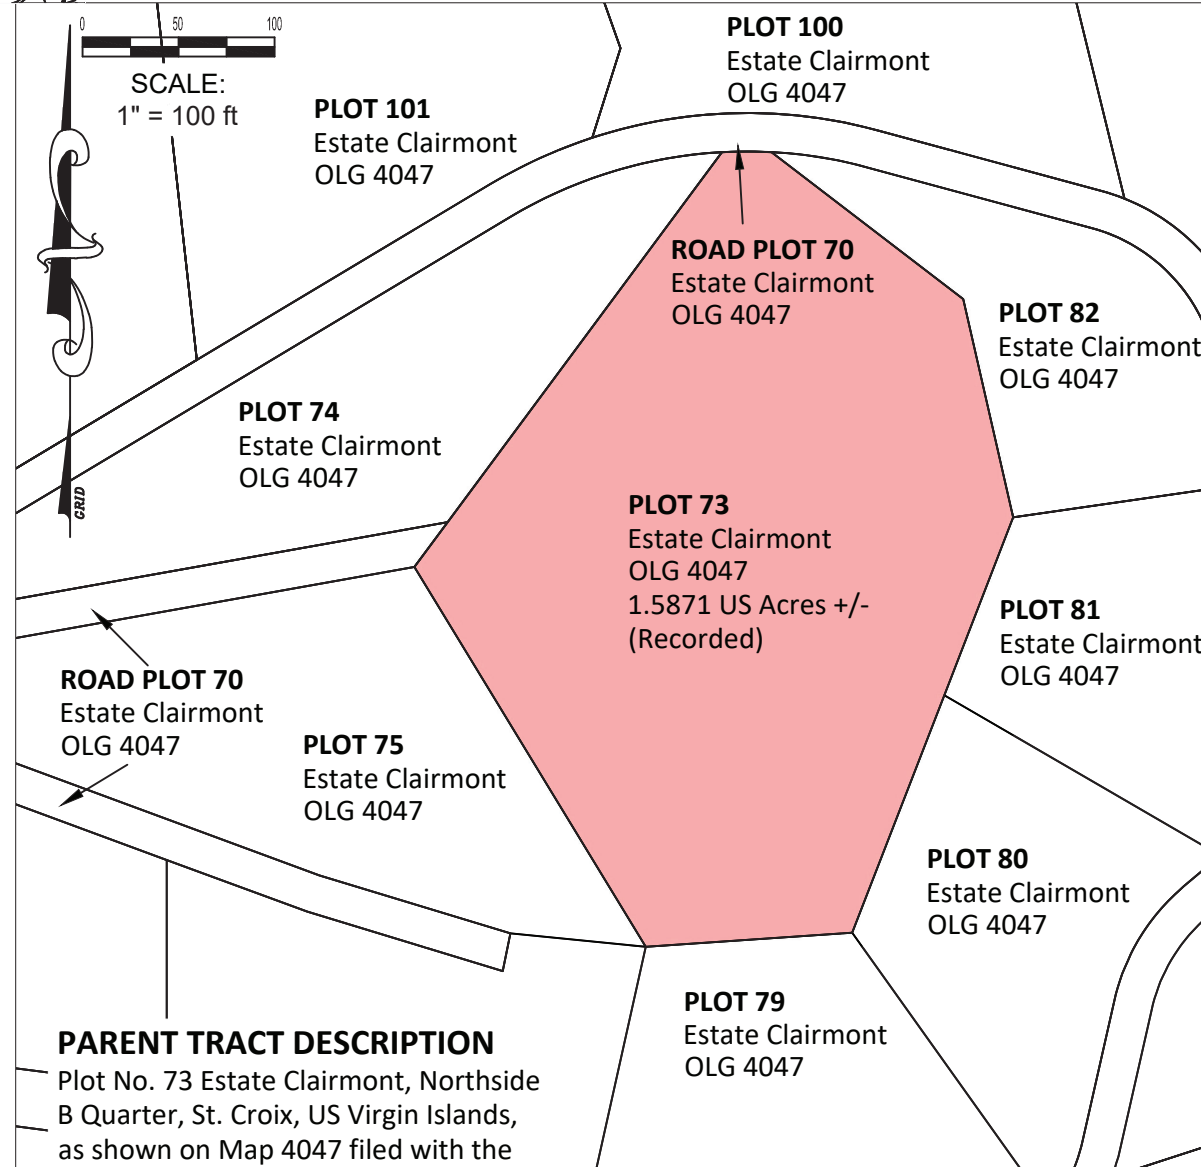 0 50 100
SCALE:
1" = 100 ft
PLOT 100
Estate Clairmont
OLG 4047
PLOT 101
Estate Clairmont
OLG 4047
ROAD PLOT 70
Estate Clairmont
OLG 4047
PLOT 82
Estate Clairmont
OLG 4047
PLOT 74
Estate Clairmont
OLG 4047
GRID
PLOT 73
Estate Clairmont
OLG 4047
1.5871 US Acres +/-
(Recorded)
PLOT 81
Estate Clairmont
OLG 4047
ROAD PLOT 70
Estate Clairmont
OLG 4047
PLOT 75
Estate Clairmont
OLG 4047
PLOT 80
Estate Clairmont
OLG 4047
PLOT 79
Estate Clairmont
OLG 4047
PARENT TRACT DESCRIPTION
Plot No. 73 Estate Clairmont, Northside
B Quarter, St. Croix, US Virgin Islands,
as shown on Map 4047 filed with the